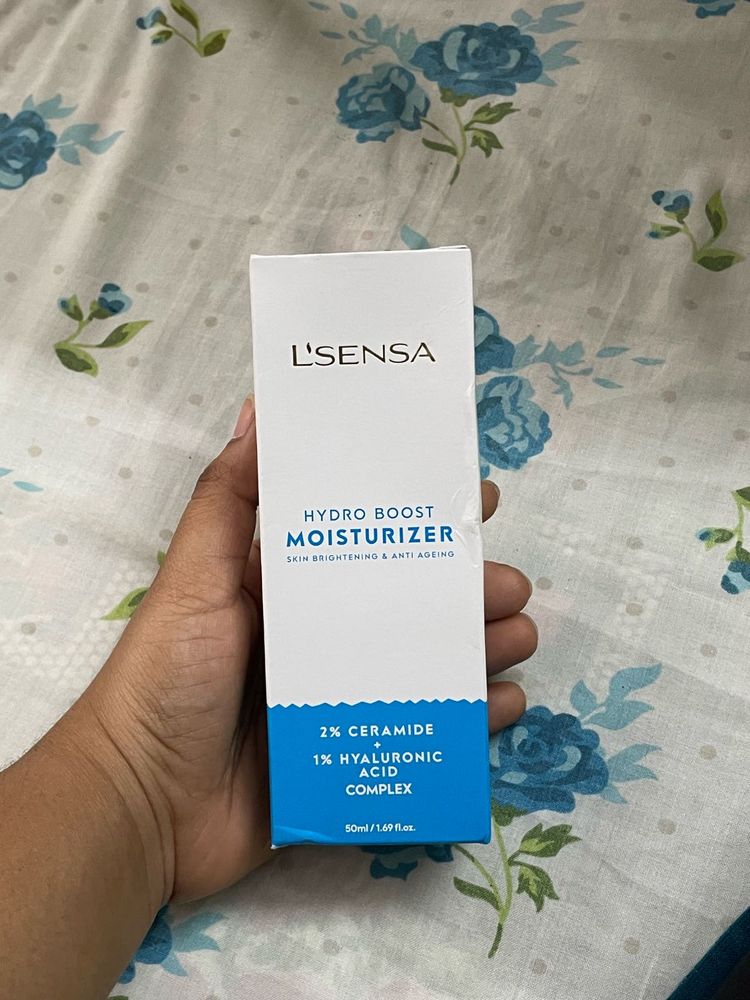 L'SENSA
HYDRO BOOST
MOISTURIZER
SKIN BRIGHTENING & ANTI AGEING
2% CERAMIDE
+
1% HYALURONIC
ACID
COMPLEX
50ml / 1.69 fl.oz.